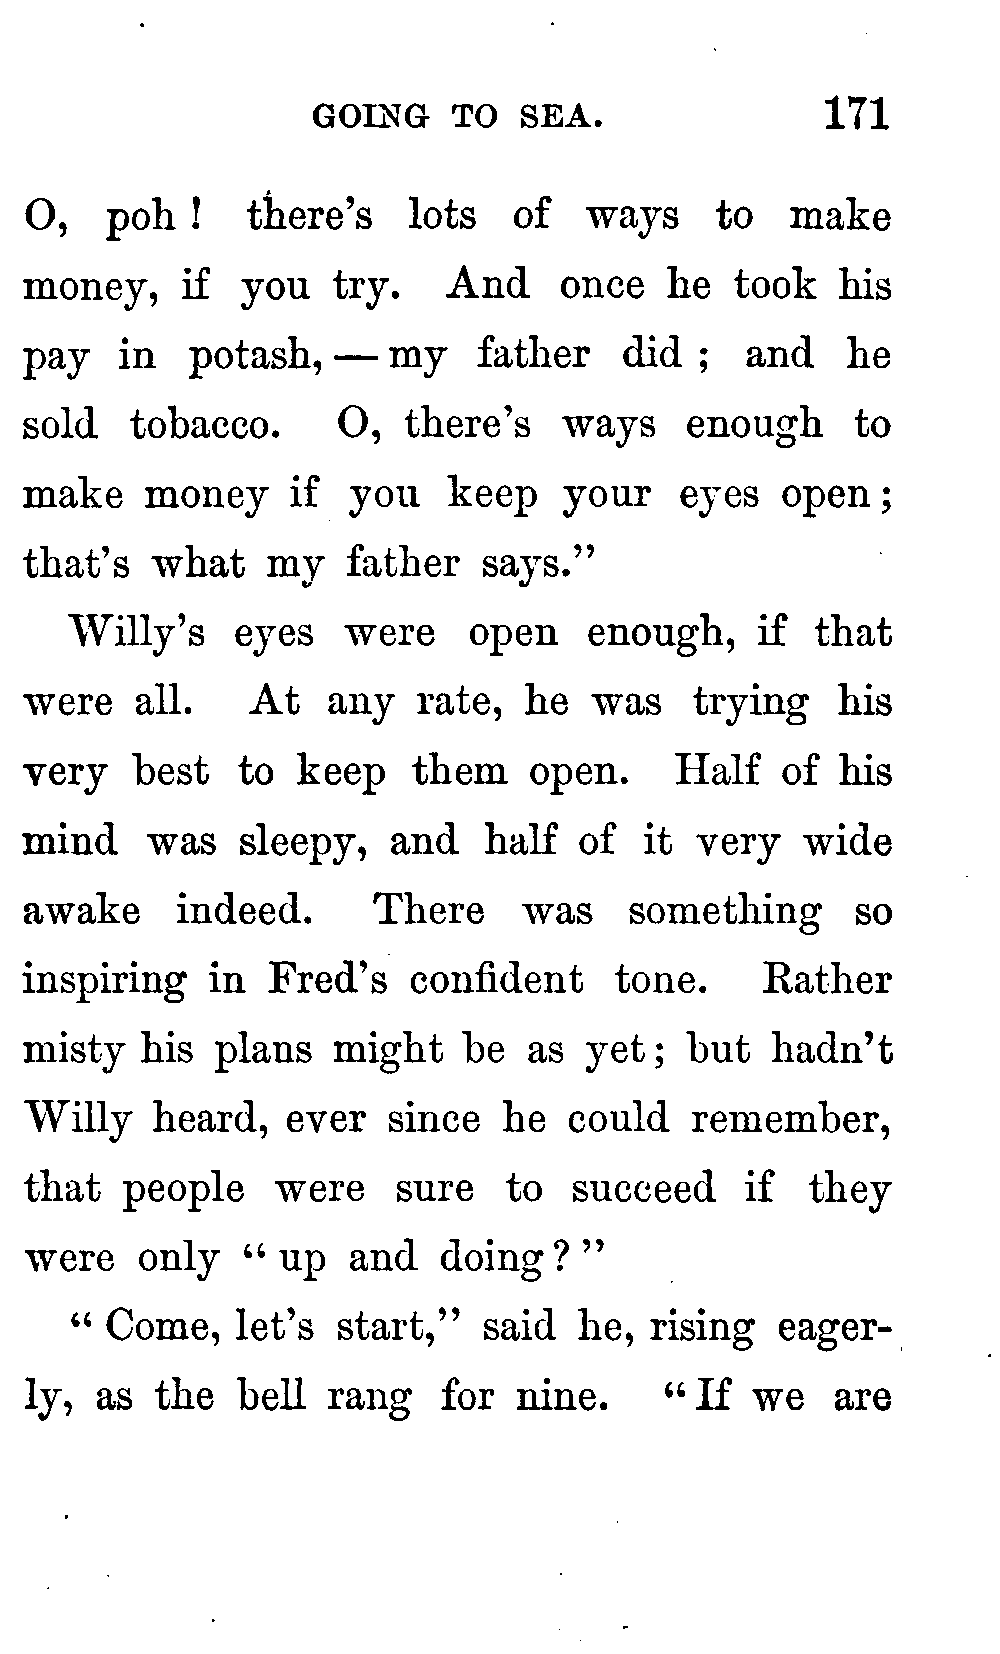 GOING TO SEA. 171
O, poh! there's lots of ways to make
money, if you try. And once he took his
pay in potash, — my father did; and he
sold tobacco. O, there's ways enough to
make money if you keep your eyes open;
that's what my father says."
Willy's eyes were open enough, if that
were all. At any rate, he was trying his
very best to keep them open. Half of his
mind was sleepy, and half of it very wide
awake indeed. There was something so
inspiring in Fred's confident tone. Rather
misty his plans might be as yet; but hadn't
Willy heard, ever since he could remember,
that people were sure to succeed if they
were only "up and doing?"
"Come, let's start," said he, rising eager-
ly, as the bell rang for nine. "If we are